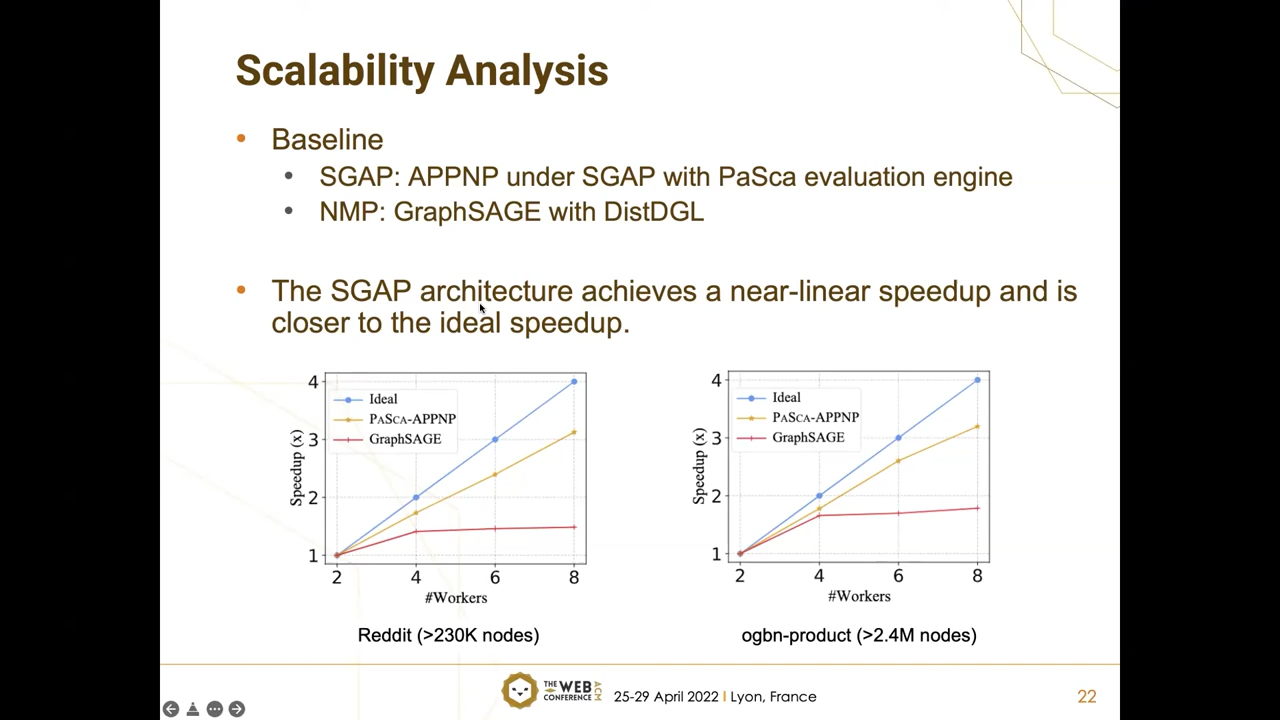 Scalability Analysis
• Baseline
• SGAP: APPNP under SGAP with PaSca evaluation engine
• NMP: GraphSAGE with DistDGL
• The SGAP architecture achieves a near-linear speedup and is
closer to the ideal speedup.
4
3
2
1
Speedup (x)
Ideal
PASCA-APPNP
GraphSAGE
2 4 6 8
#Workers
Reddit (>230K nodes)
4
3
2
1
Speedup (x)
Ideal
PASCA-APPNP
GraphSAGE
2 4 6 8
#Workers
ogbn-product (>2.4M nodes)
THE WEB
CONFERENCE
ACM
25-29 April 2022 I Lyon, France
22